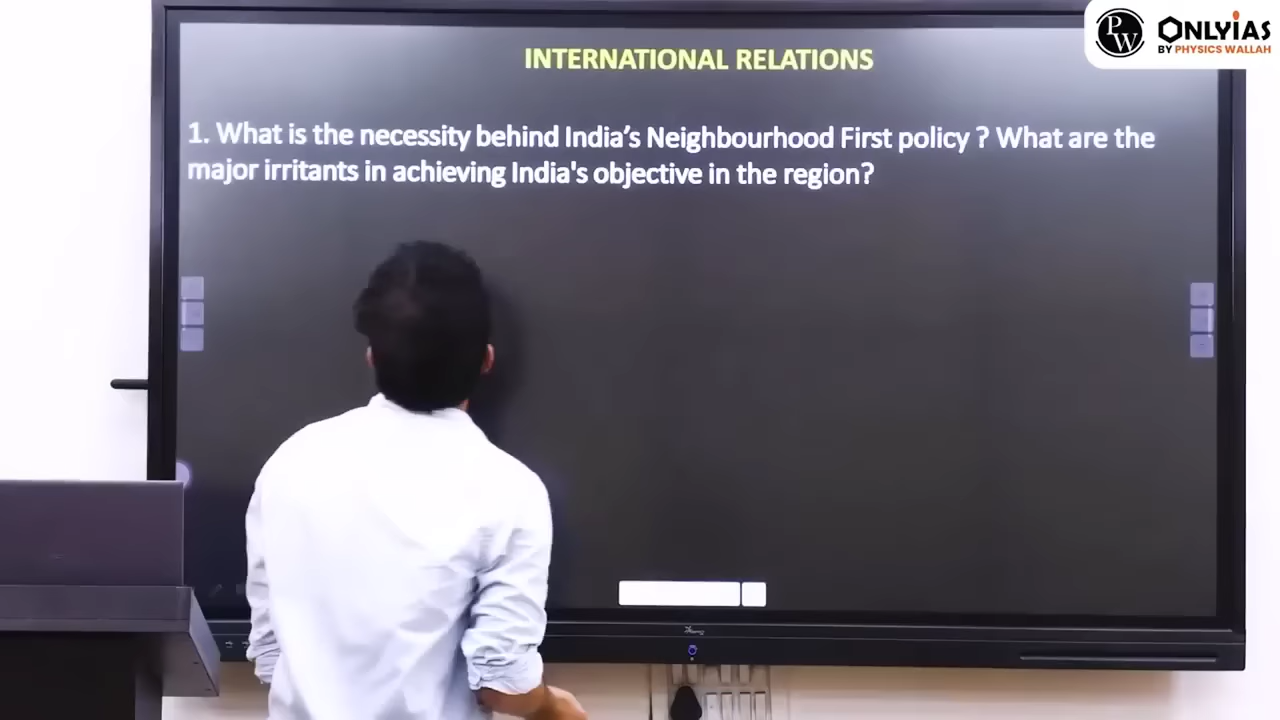 PW ONLYIAS
BY PHYSICS WALLAH
INTERNATIONAL RELATIONS
1. What is the necessity behind India’s Neighbourhood First policy ? What are the
major irritants in achieving India's objective in the region?